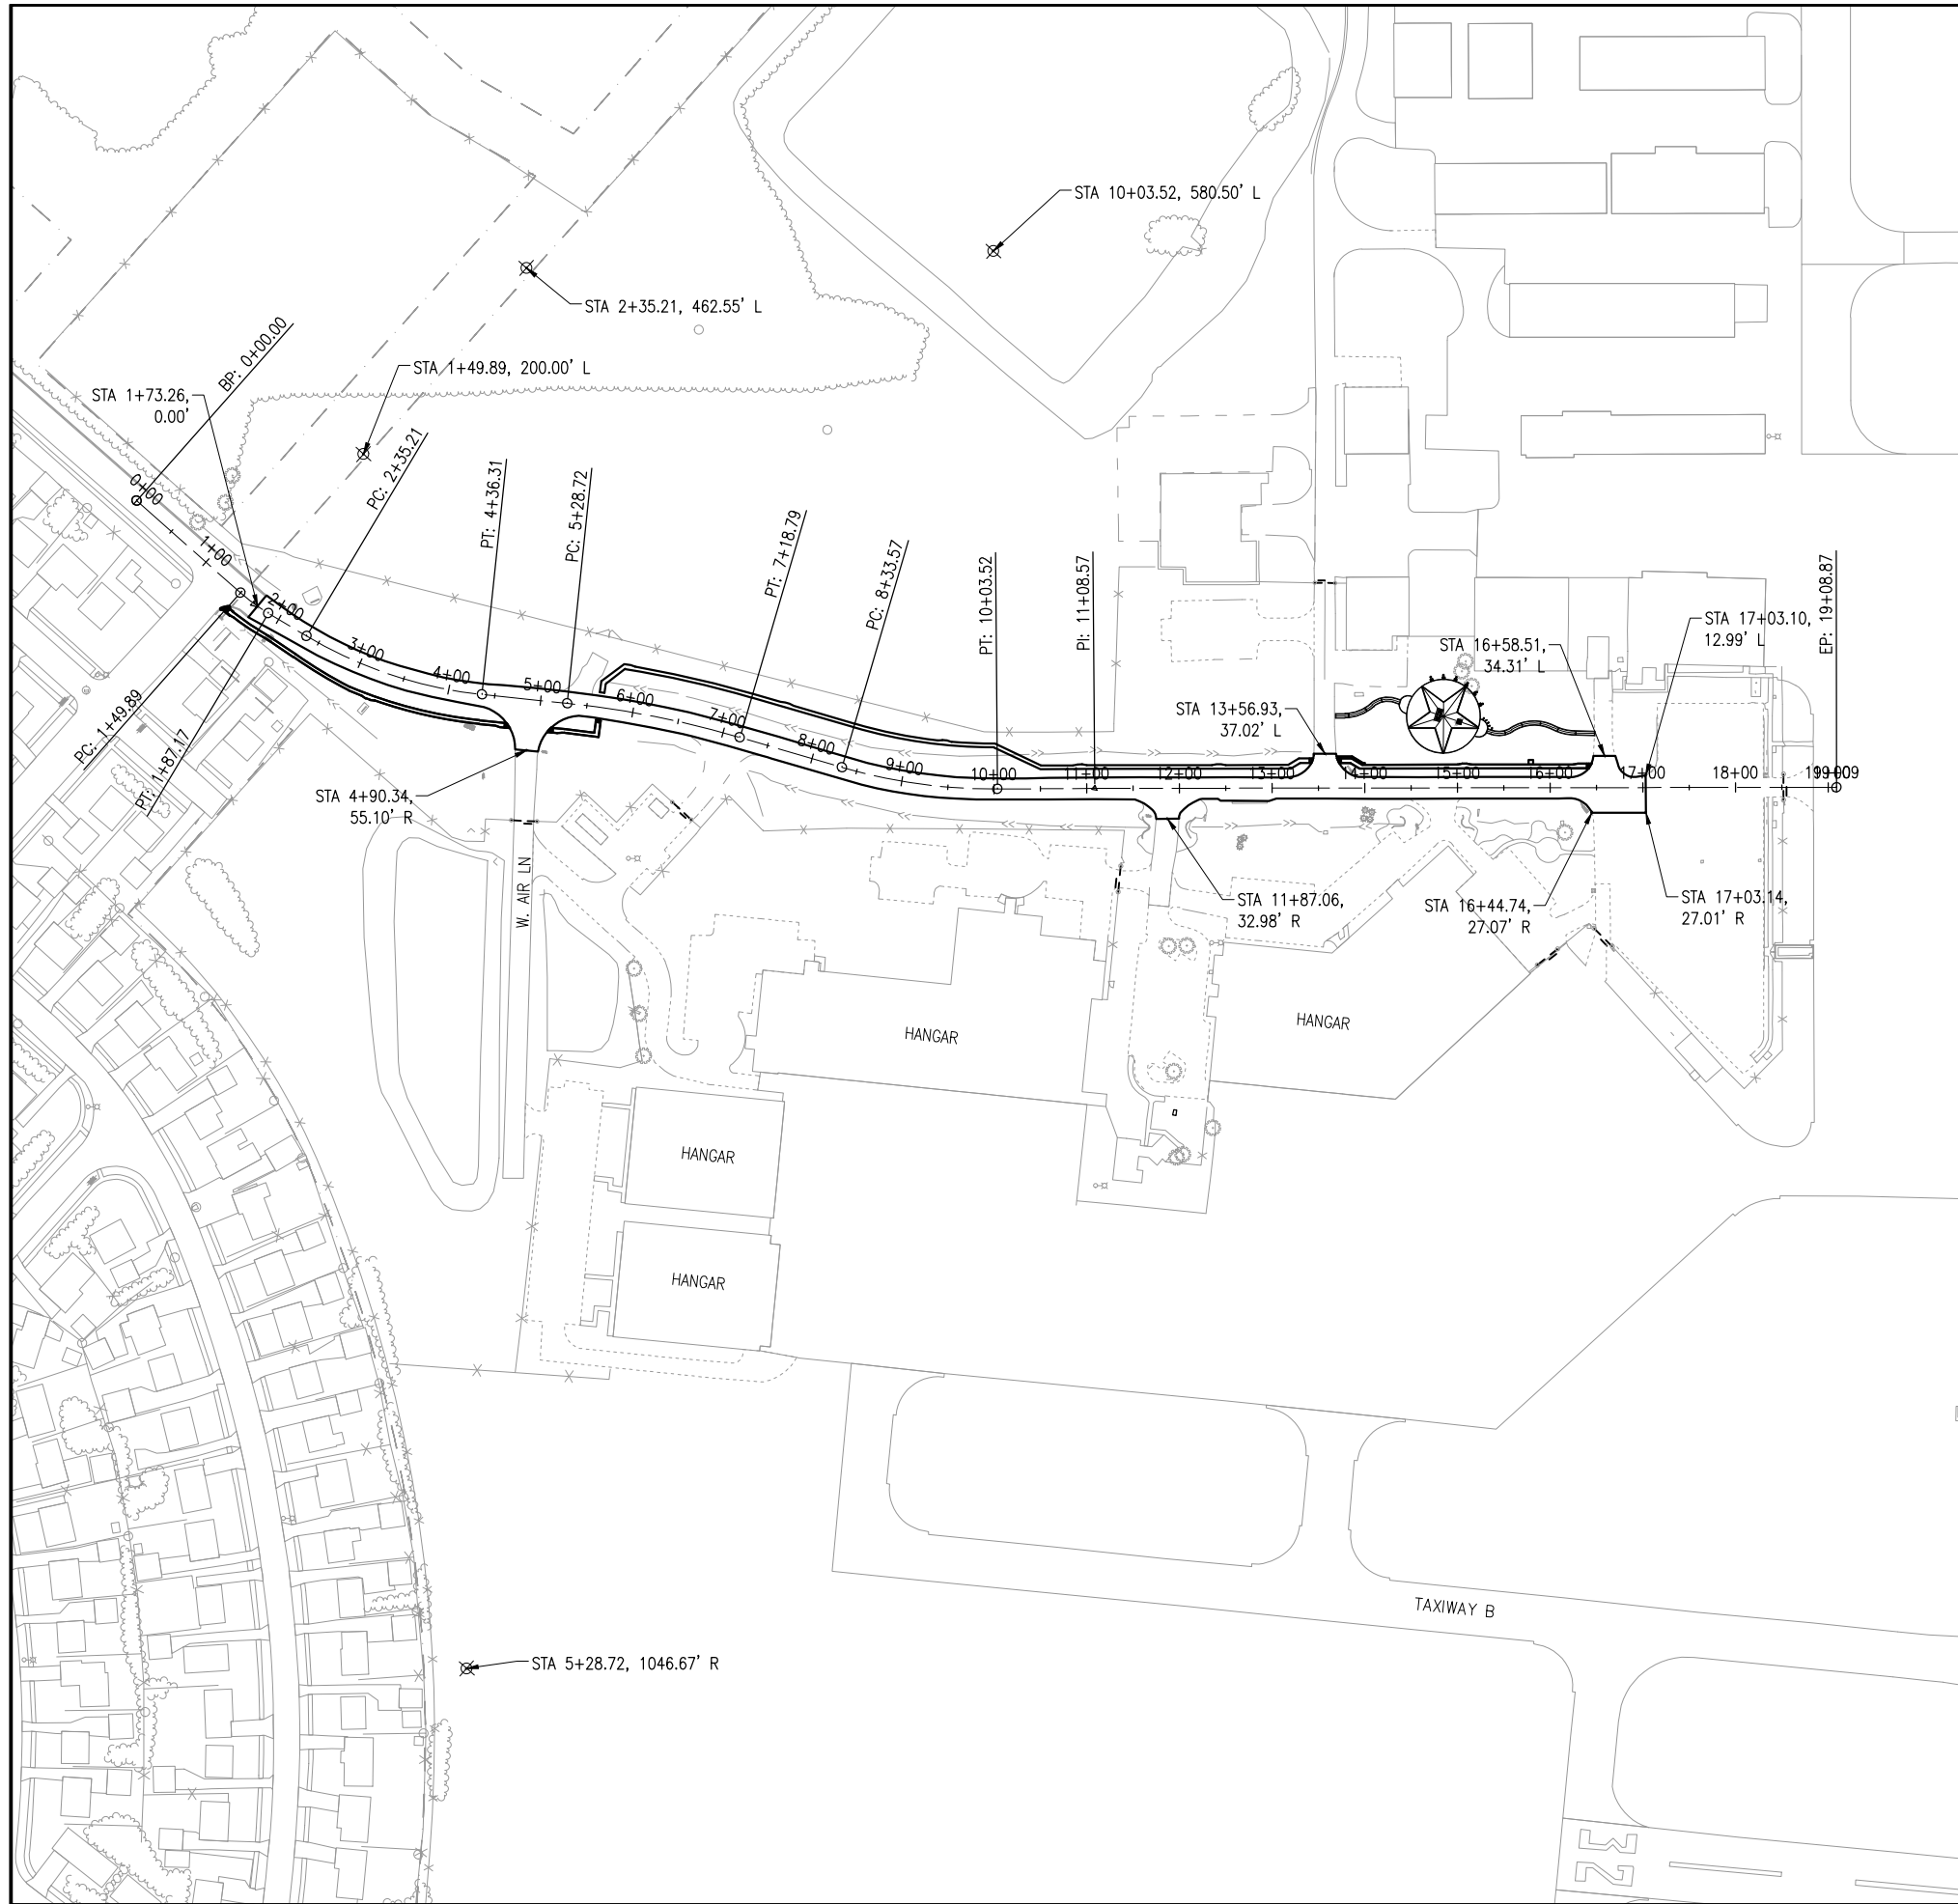 STA 10+03.52, 580.50' L
STA 2+35.21, 462.55' L
BP: 0+00.00
STA 1+49.89, 200.00' L
STA 1+73.26,
0.00'
PC: 2+35.21
PT: 4+36.31
PC: 5+28.72
PT: 7+18.79
PC: 8+33.57
PT: 10+03.52
PI: 11+08.57
EP: 19+08.87
0+00
1+00
2+00
3+00
4+00
5+00
6+00
7+00
8+00
9+00
10+00
11+00
12+00
13+00
14+00
15+00
16+00
17+00
18+00
19+00
STA 17+03.10,
12.99' L
STA 16+58.51,
34.31' L
STA 13+56.93,
37.02' L
PC: 1+49.89
PT: 1+87.17
STA 4+90.34,
55.10' R
W. AIR LN
STA 11+87.06,
32.98' R
STA 16+44.74,
27.07' R
STA 17+03.14,
27.01' R
HANGAR
HANGAR
HANGAR
HANGAR
TAXIWAY B
STA 5+28.72, 1046.67' R
32